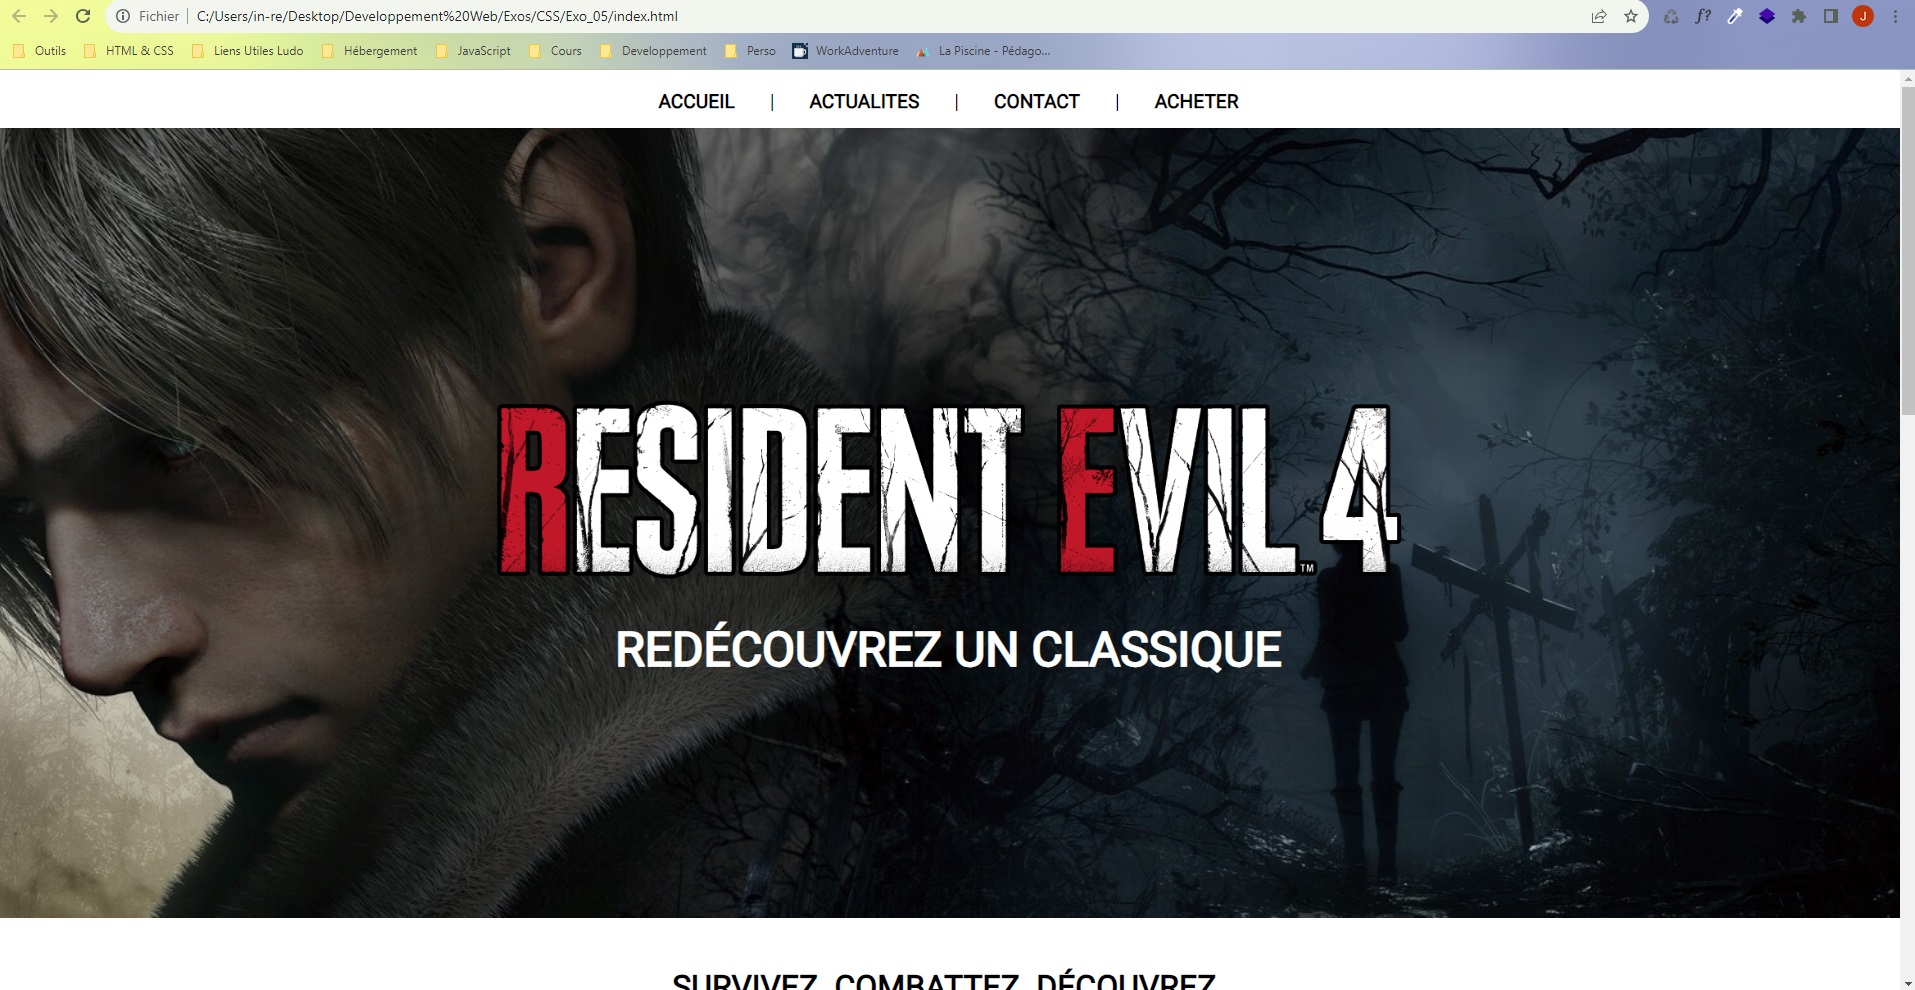 Fichier | C:/Users/in-re/Desktop/Developpement%20Web/Exos/CSS/Exo_05/index.html
f?
J
Outils HTML & CSS Liens Utiles Ludo Hébergement JavaScript Cours Developpement Perso WorkAdventure La Piscine - Pédago...
ACCUEIL | ACTUALITES | CONTACT | ACHETER
RESIDENT EVIL 4
TM
REDÉCOUVREZ UN CLASSIQUE
SURVIVEZ, COMBATTEZ, DÉCOUVREZ